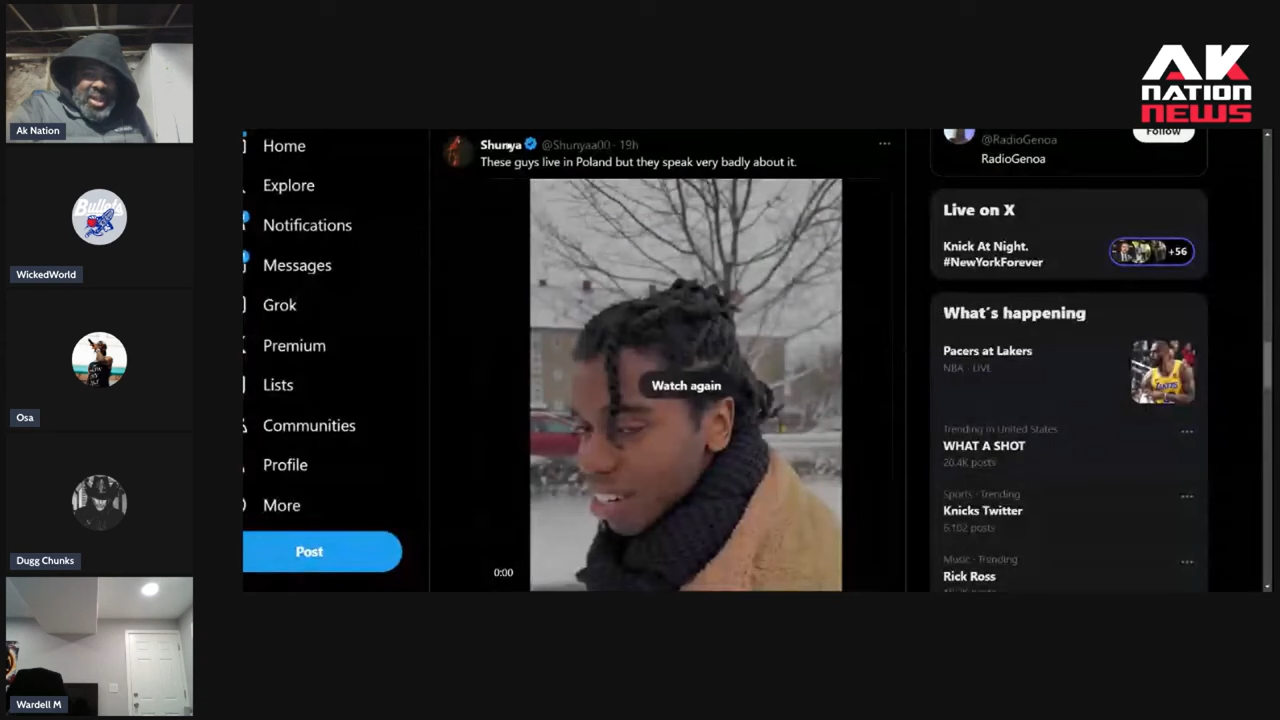 Ak Nation
Bullets
WickedWorld
Osa
Dugg Chunks
Wardell M
Home
Explore
Notifications
Messages
Grok
Premium
Lists
Communities
Profile
More
Post
Shunya @Shunyaa00 · 19h
These guys live in Poland but they speak very badly about it.
Watch again
0:00
AK
NATION
NEWS
@RadioGenoa
Follow
RadioGenoa
Live on X
Knick At Night.
#NewYorkForever
+56
What's happening
Pacers at Lakers
NBA · LIVE
Trending in United States
WHAT A SHOT
20.4K posts
Sports · Trending
Knicks Twitter
5,102 posts
Music · Trending
Rick Ross